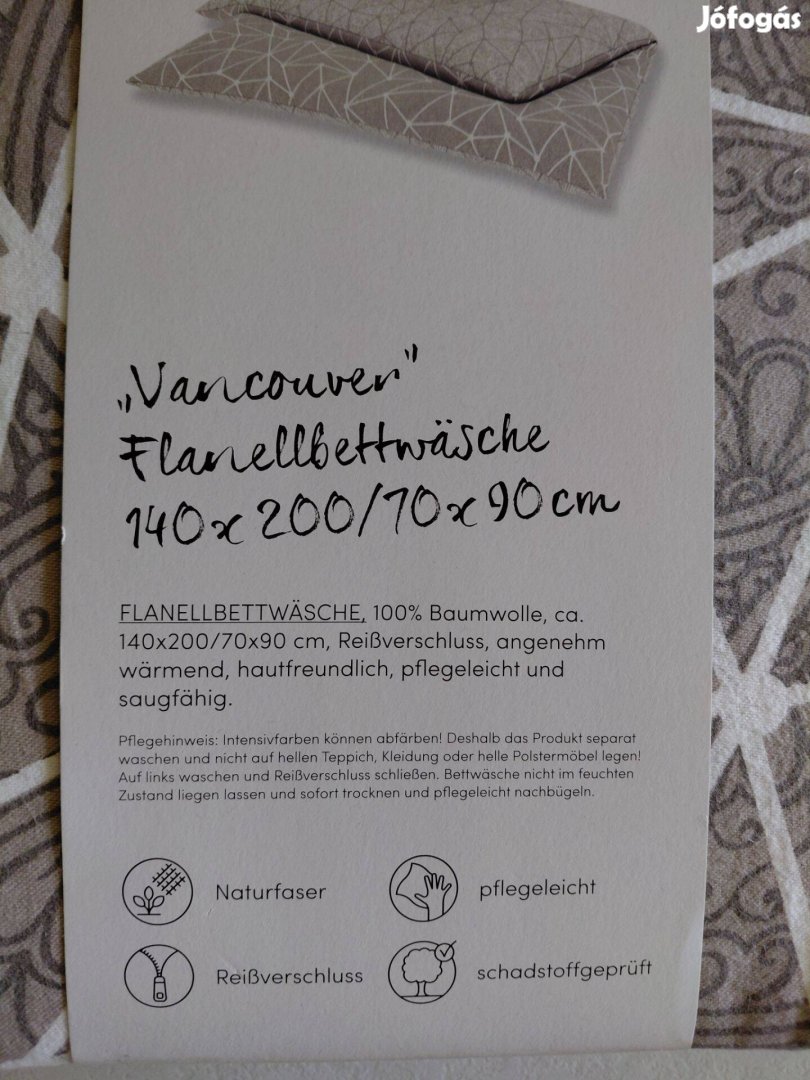 Jófogás
„Vancouver"
Flanellbettwäsche
140x200/70x90cm
FLANELLBETTWÄSCHE, 100% Baumwolle, ca.
140x200/70x90 cm, Reißverschluss, angenehm
wärmend, hautfreundlich, pflegeleicht und
saugfähig.
Pflegehinweis: Intensivfarben können abfärben! Deshalb das Produkt separat
waschen und nicht auf hellen Teppich, Kleidung oder helle Polstermöbel legen!
Auf links waschen und Reißverschluss schließen. Bettwäsche nicht im feuchten
Zustand liegen lassen und sofort trocknen und pflegeleicht nachbügeln.
Naturfaser
pflegeleicht
Reißverschluss
schadstoffgeprüft